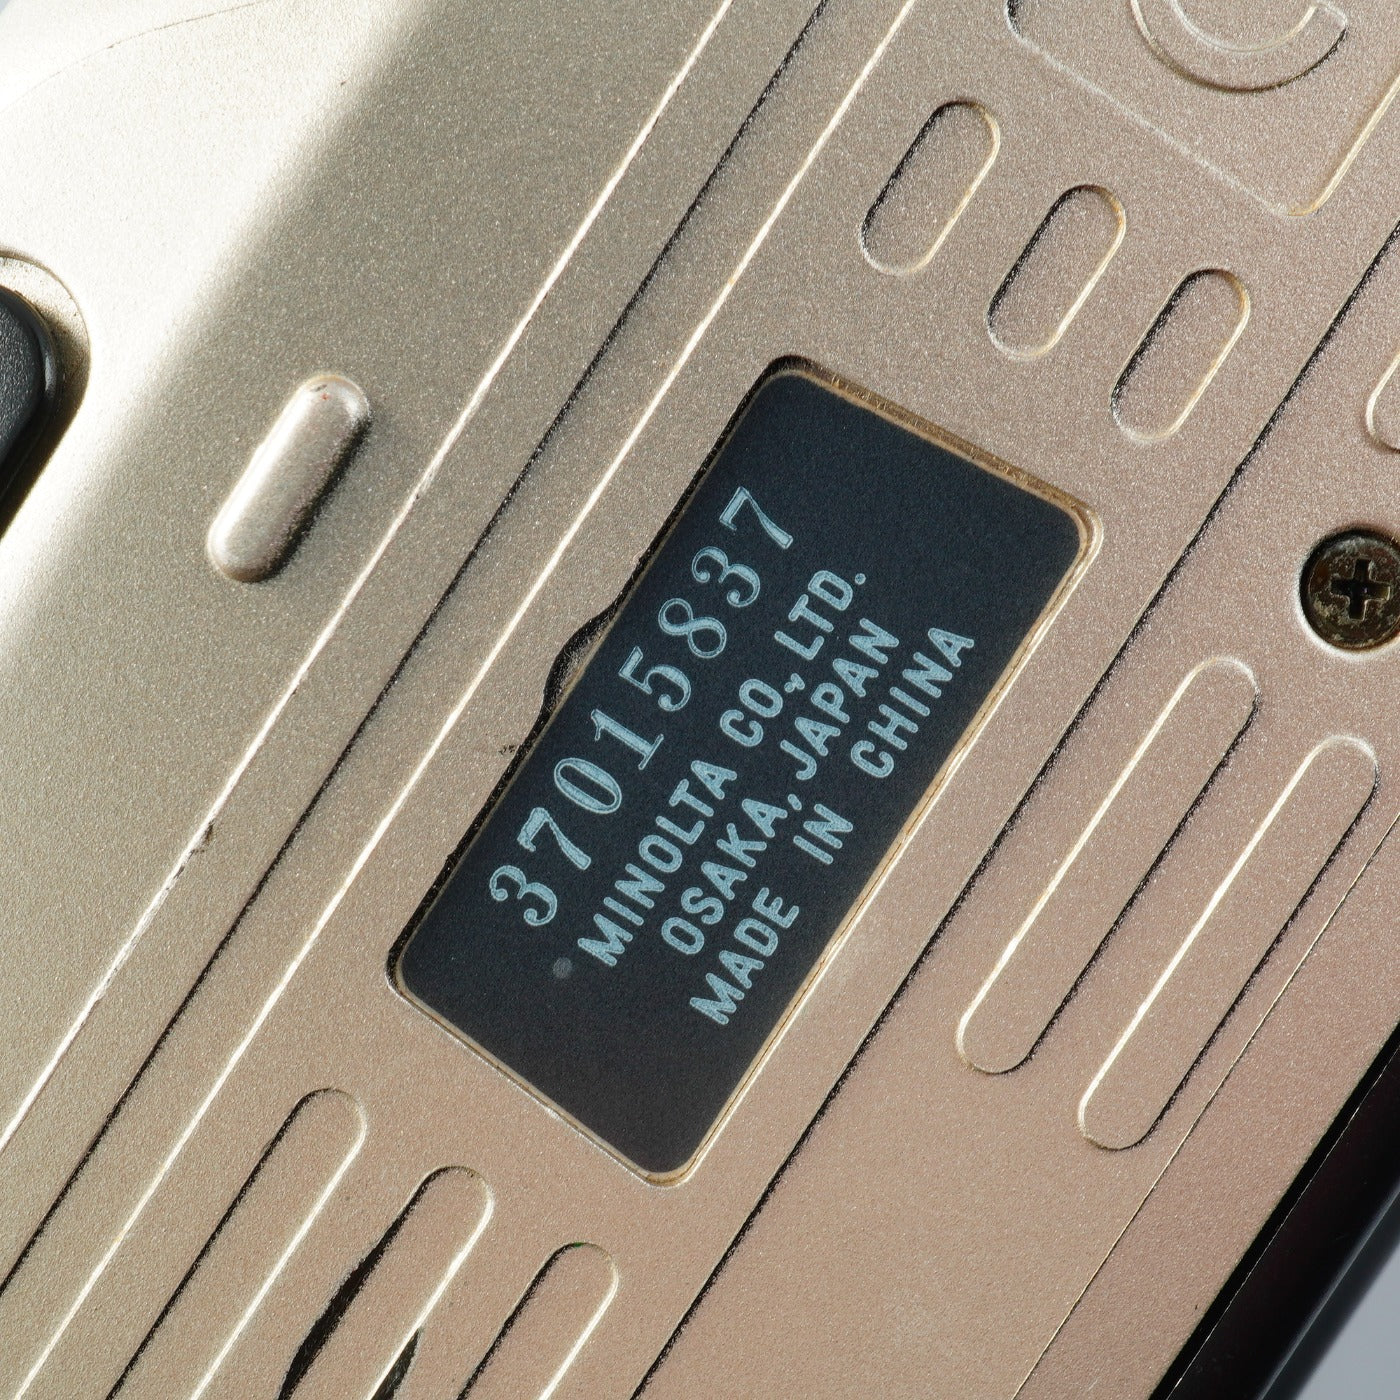 37015837
MINOLTA CO., LTD.
OSAKA, JAPAN
MADE IN CHINA